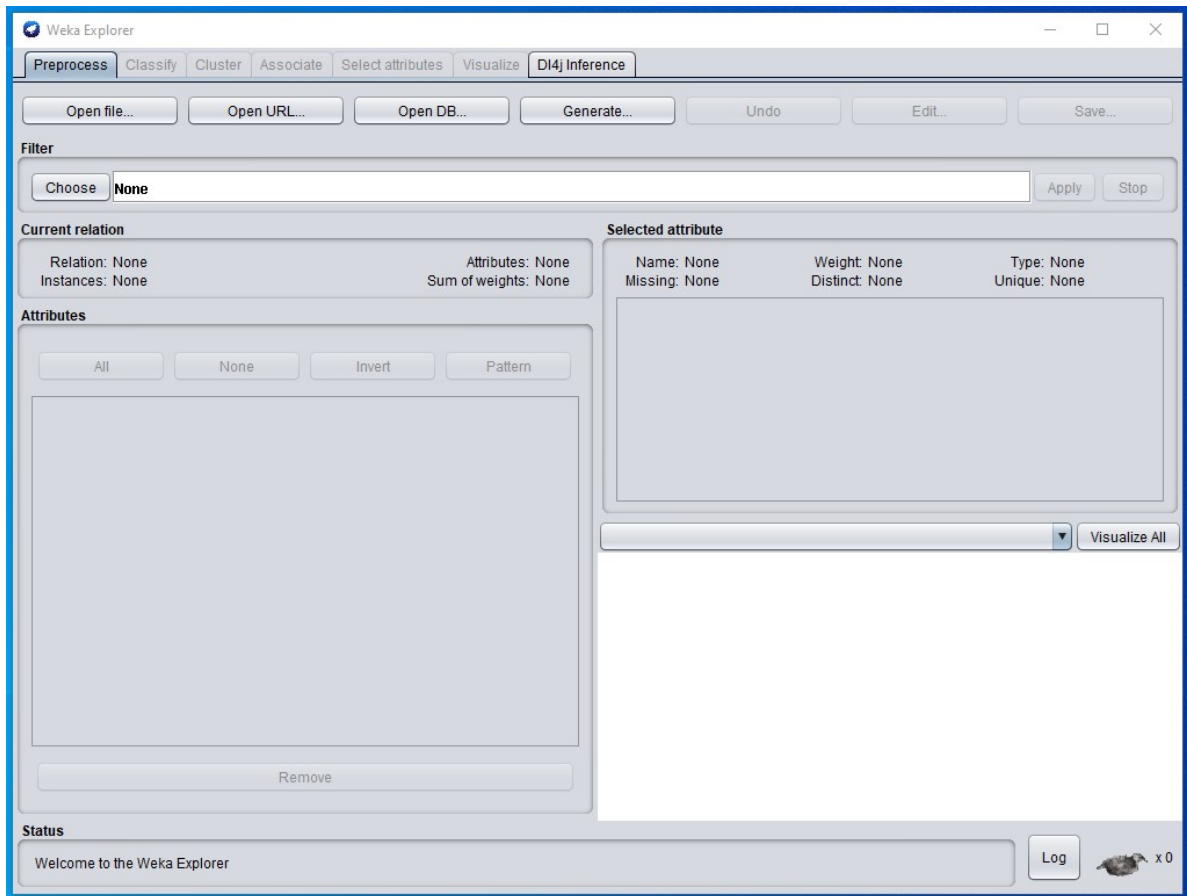 Weka Explorer
Preprocess Classify Cluster Associate Select attributes Visualize Dl4j Inference
Open file... Open URL... Open DB... Generate... Undo Edit... Save...
Filter
Choose None Apply Stop
Current relation
Relation: None Attributes: None
Instances: None Sum of weights: None
Selected attribute
Name: None Weight: None Type: None
Missing: None Distinct: None Unique: None
Attributes
All None Invert Pattern
Remove
Visualize All
Status
Welcome to the Weka Explorer
Log x 0